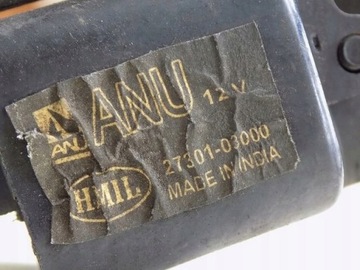 ANU 12 V
ANU
27301-03000
HMIL
MADE IN INDIA